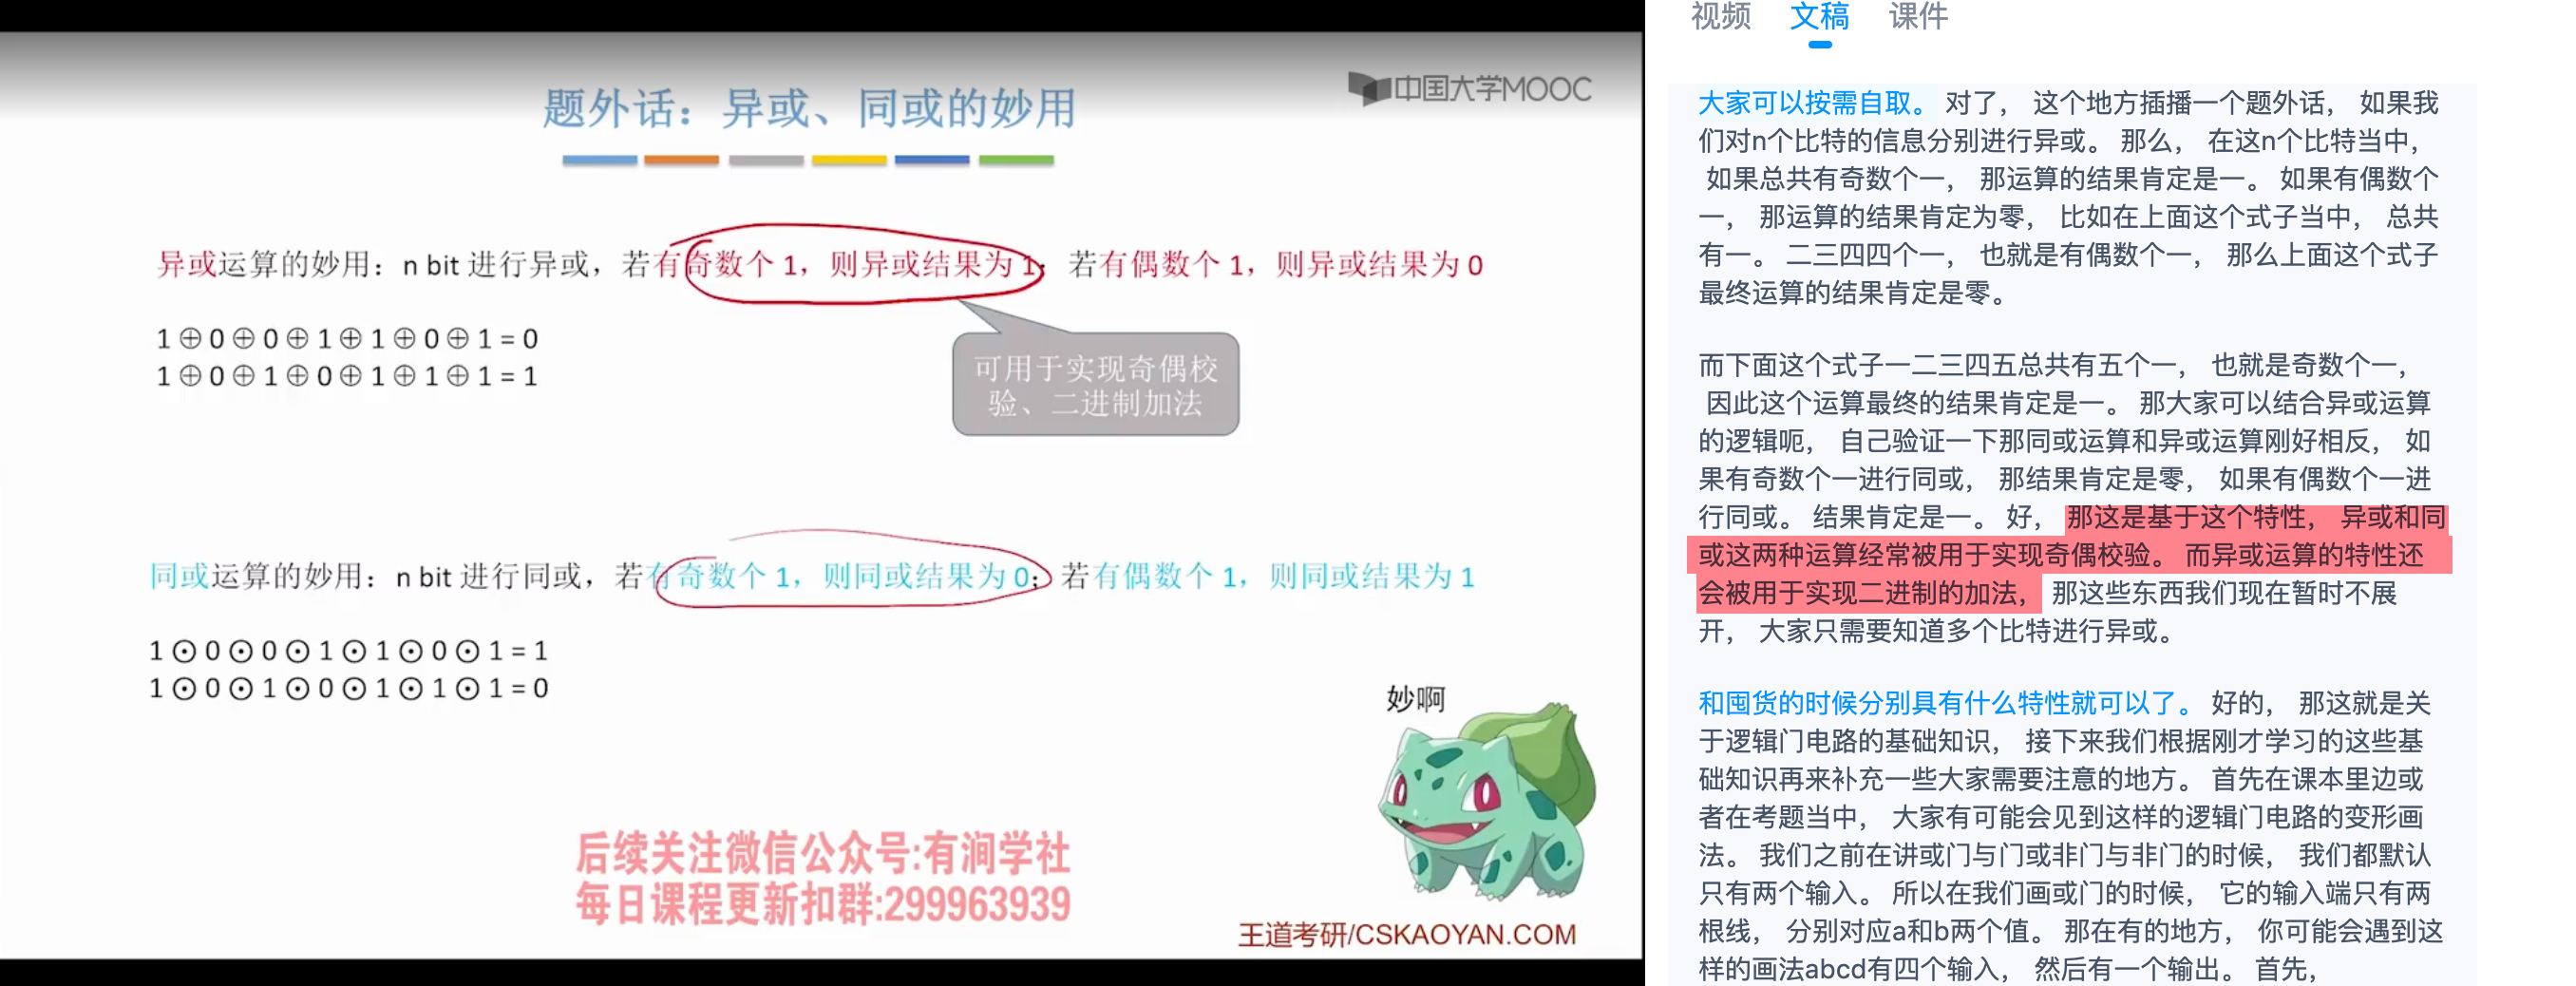 题外话：异或、同或的妙用
中国大学MOOC
异或运算的妙用：n bit 进行异或，若有奇数个 1，则异或结果为 1；若有偶数个 1，则异或结果为 0
1⊕0⊕0⊕1⊕1⊕0⊕1 = 0
1⊕0⊕1⊕0⊕1⊕1⊕1 = 1
可用于实现奇偶校
验、二进制加法
同或运算的妙用：n bit 进行同或，若有奇数个 1，则同或结果为 0；若有偶数个 1，则同或结果为 1
1⊙0⊙0⊙1⊙1⊙0⊙1 = 1
1⊙0⊙1⊙0⊙1⊙1⊙1 = 0
妙啊
后续关注微信公众号:有涧学社
每日课程更新扣群:299963939
王道考研/CSKAOYAN.COM
视频 文稿 课件
大家可以按需自取。 对了， 这个地方插播一个题外话， 如果我
们对n个比特的信息分别进行异或。 那么， 在这n个比特当中，
如果总共有奇数个一， 那运算的结果肯定是一。 如果有偶数个
一， 那运算的结果肯定为零， 比如在上面这个式子当中， 总共
有一。 二三四四个一， 也就是有偶数个一， 那么上面这个式子
最终运算的结果肯定是零。
而下面这个式子一二三四五总共有五个一， 也就是奇数个一，
因此这个运算最终的结果肯定是一。 那大家可以结合异或运算
的逻辑呃， 自己验证一下那同或运算和异或运算刚好相反， 如
果有奇数个一进行同或， 那结果肯定是零， 如果有偶数个一进
行同或。 结果肯定是一。 好， 那这是基于这个特性， 异或和同
或这两种运算经常被用于实现奇偶校验。 而异或运算的特性还
会被用于实现二进制的加法， 那这些东西我们现在暂时不展
开， 大家只需要知道多个比特进行异或。
和囤货的时候分别具有什么特性就可以了。 好的， 那这就是关
于逻辑门电路的基础知识， 接下来我们根据刚才学习的这些基
础知识再来补充一些大家需要注意的地方。 首先在课本里边或
者在考题当中， 大家有可能会见到这样的逻辑门电路的变形画
法。 我们之前在讲或门与门或非门与非门的时候， 我们都默认
只有两个输入。 所以在我们画或门的时候， 它的输入端只有两
根线， 分别对应a和b两个值。 那在有的地方， 你可能会遇到这
样的画法abcd有四个输入， 然后有一个输出。 首先，